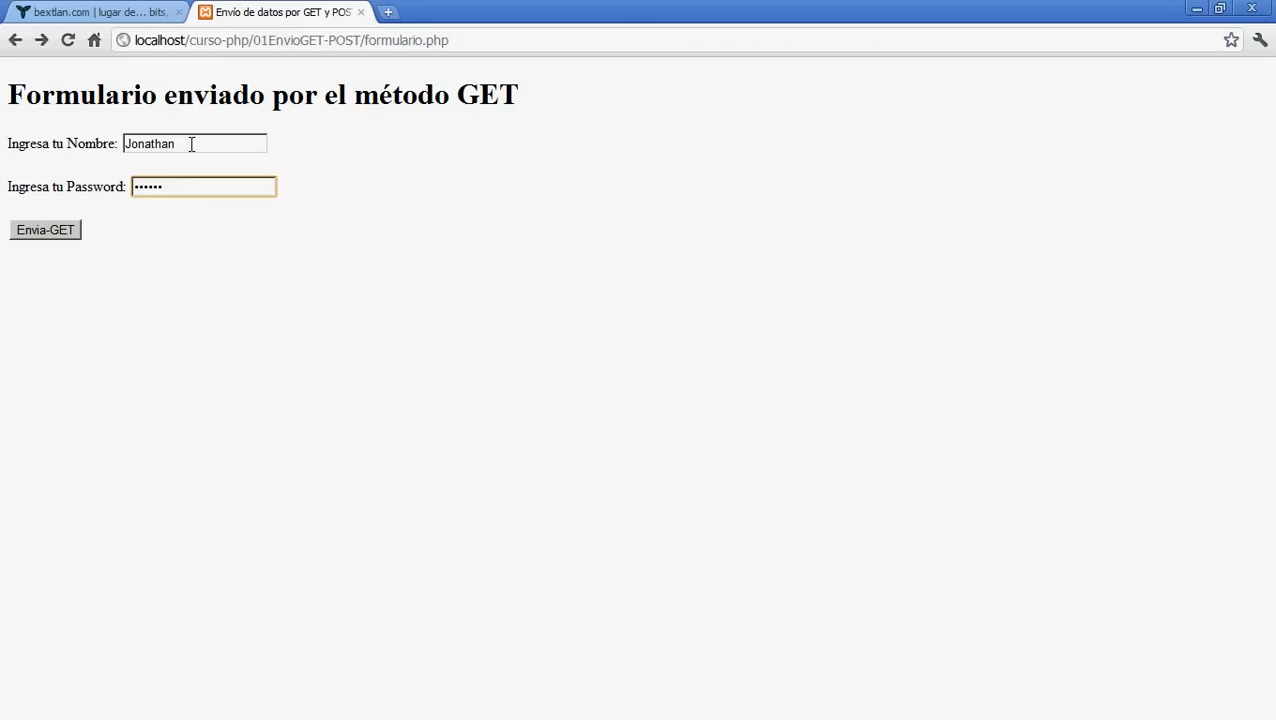 bextlan.com | lugar de... bits,
Envío de datos por GET y POS
localhost/curso-php/01EnvioGET-POST/formulario.php
Formulario enviado por el método GET
Ingresa tu Nombre: Jonathan
Ingresa tu Password: ••••••
Envia-GET